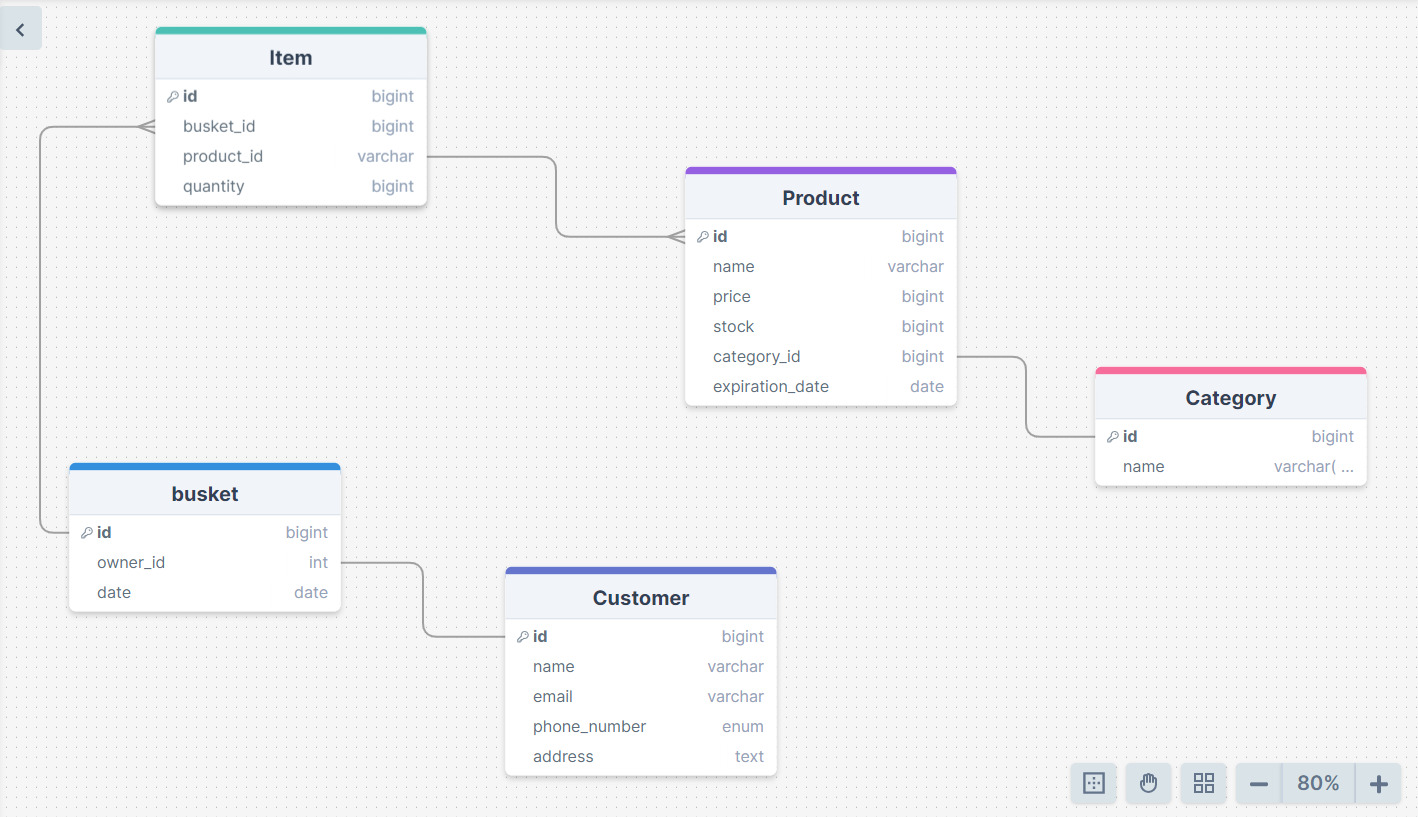 Item
id bigint
busket_id bigint
product_id varchar
quantity bigint
Product
id bigint
name varchar
price bigint
stock bigint
category_id bigint
expiration_date date
Category
id bigint
name varchar( ...
busket
id bigint
owner_id int
date date
Customer
id bigint
name varchar
email varchar
phone_number enum
address text
80%